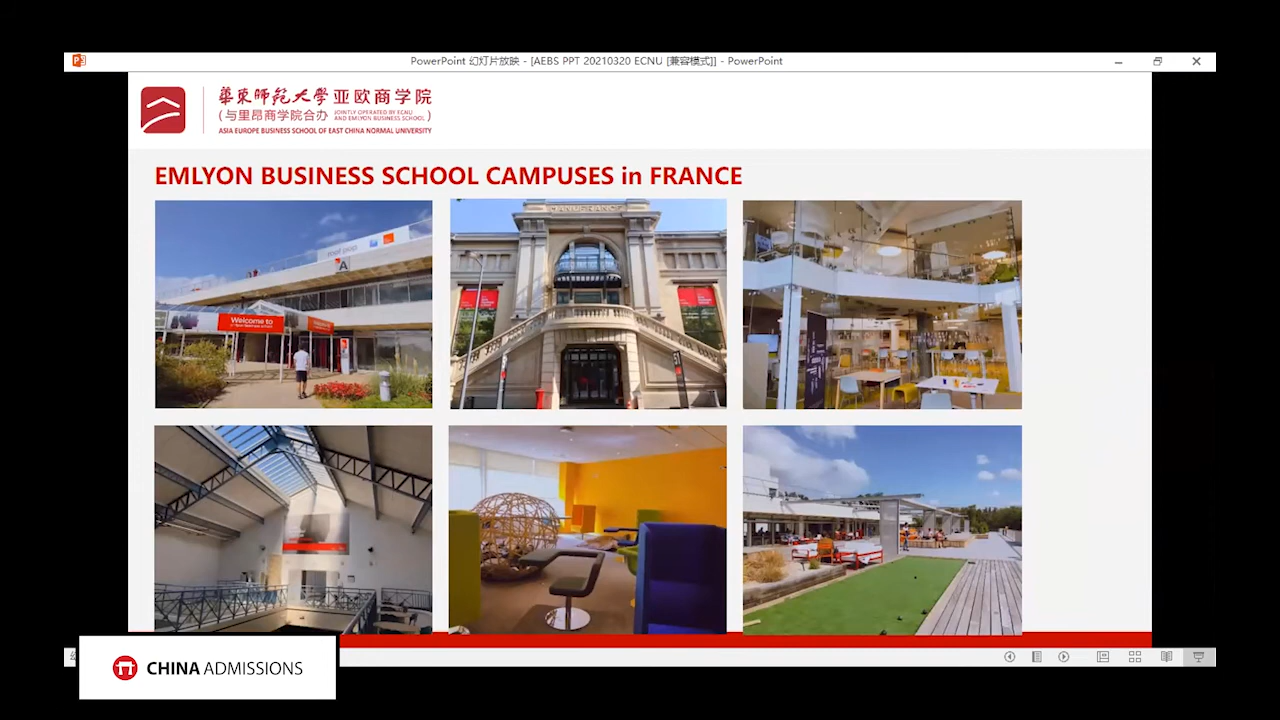 PowerPoint 幻灯片放映 - [AEBS PPT 20210320 ECNU [兼容模式]] - PowerPoint
華東师范大學 亚欧商学院
(与里昂商学院合办 JOINTLY OPERATED BY ECNU AND EMLYON BUSINESS SCHOOL )
ASIA EUROPE BUSINESS SCHOOL OF EAST CHINA NORMAL UNIVERSITY
EMLYON BUSINESS SCHOOL CAMPUSES in FRANCE
A
Welcome to
CHINA ADMISSIONS